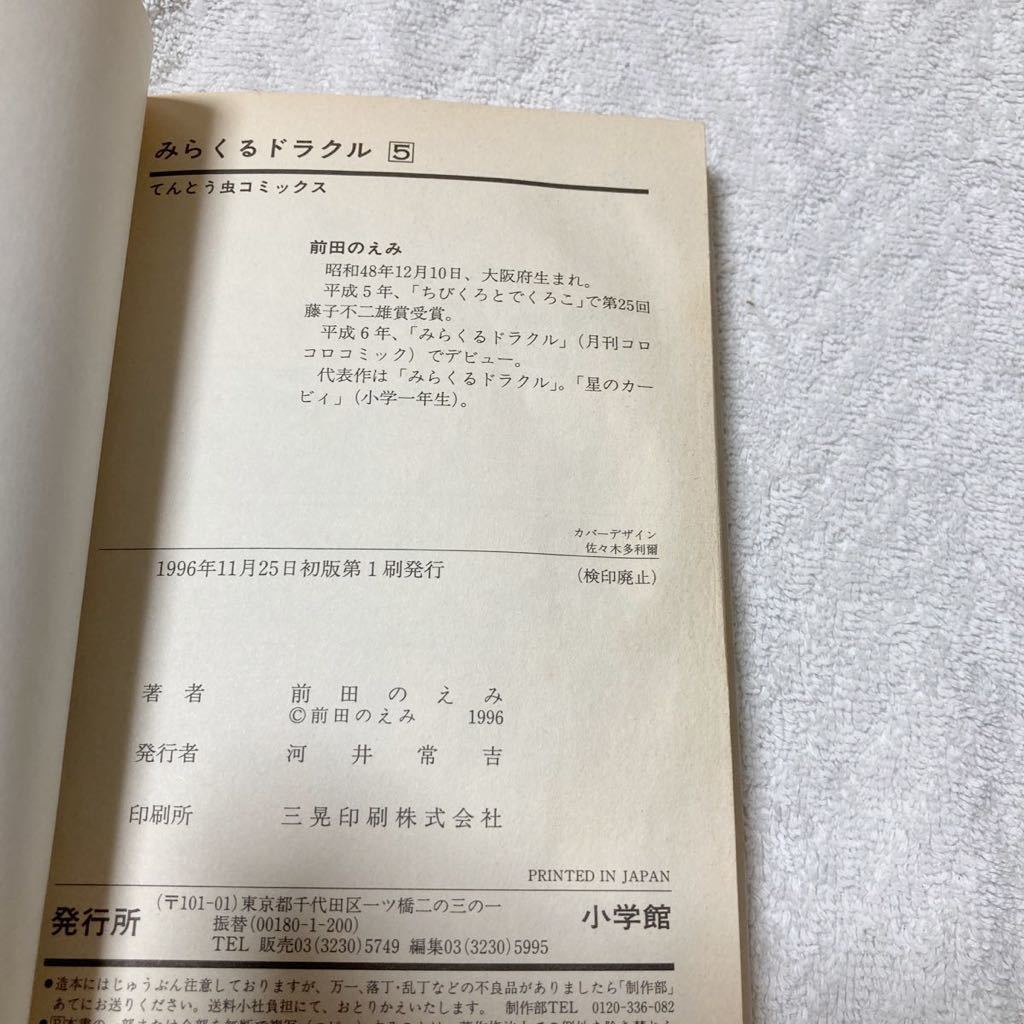 みらくるドラクル 5
てんとう虫コミックス
前田のえみ
昭和48年12月10日、大阪府生まれ。
平成5年、「ちびくろとでくろこ」で第25回
藤子不二雄賞受賞。
平成6年、「みらくるドラクル」(月刊コロ
コロコミック)でデビュー。
代表作は「みらくるドラクル」。「星のカー
ビィ」(小学一年生)。
カバーデザイン
佐々木多利爾
1996年11月25日初版第1刷発行 (検印廃止)
著者 前田のえみ
©前田のえみ 1996
発行者 河井常吉
印刷所 三晃印刷株式会社
PRINTED IN JAPAN
発行所 (〒101-01)東京都千代田区一ツ橋二の三の一 小学館
振替(00180-1-200)
TEL 販売03(3230)5749 編集03(3230)5995
●造本にはじゅうぶん注意しておりますが、万一、落丁・乱丁などの不良品がありましたら「制作部」
あてにお送りください。送料小社負担にて、おとりかえいたします。 制作部TEL 0120-336-082